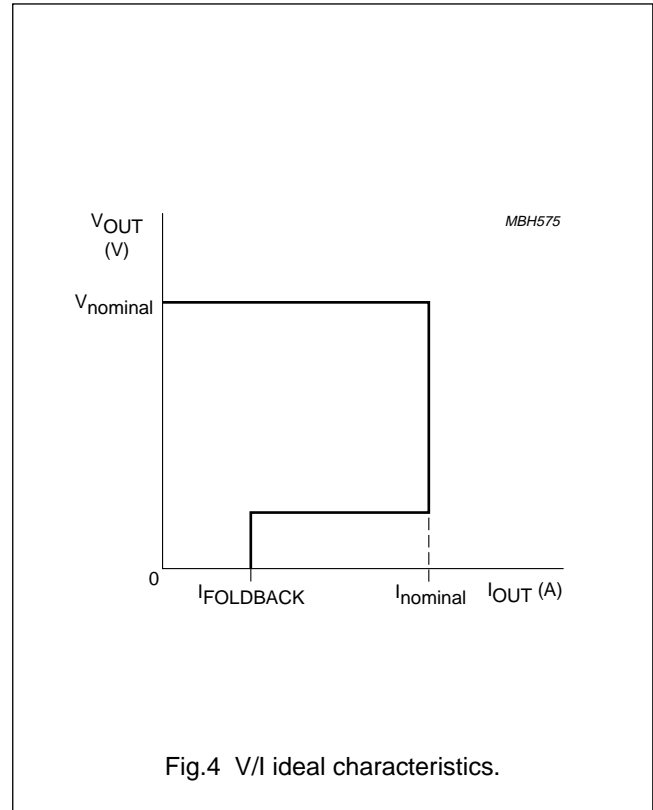 VOUT
(V)
MBH575
Vnominal
0
IFOLDBACK
Inominal
IOUT (A)
Fig.4 V/I ideal characteristics.